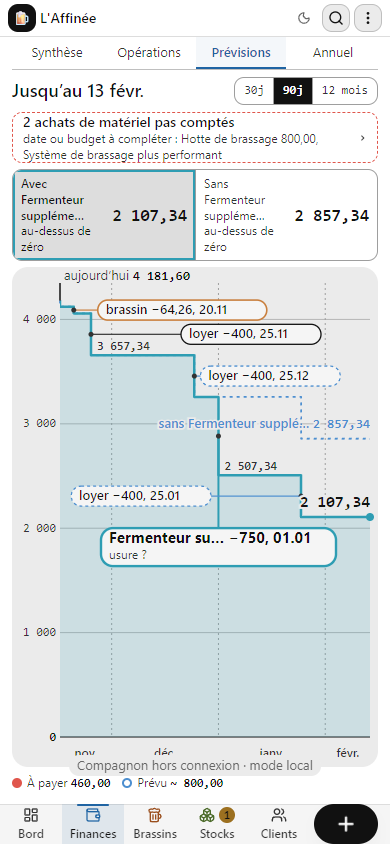 L'Affinée
Synthèse
Opérations
Prévisions
Annuel
Jusqu'au 13 févr.
30j
90j
12 mois
2 achats de matériel pas comptés
date ou budget à compléter : Hotte de brassage 800,00,
Système de brassage plus performant
Avec
Fermenteur
suppléme…
au-dessus de
zéro
2 107,34
Sans
Fermenteur
suppléme…
au-dessus de
zéro
2 857,34
aujourd'hui 4 181,60
brassin −64,26, 20.11
4 000
loyer −400, 25.11
3 657,34
loyer −400, 25.12
3 000
sans Fermenteur supplé… 2 857,34
2 507,34
loyer −400, 25.01
2 107,34
2 000
Fermenteur su… −750, 01.01
usure ?
1 000
0
nov.
déc.
janv.
févr.
Compagnon hors connexion · mode local
À payer 460,00
Prévu ~ 800,00
Bord
Finances
Brassins
1
Stocks
Clients